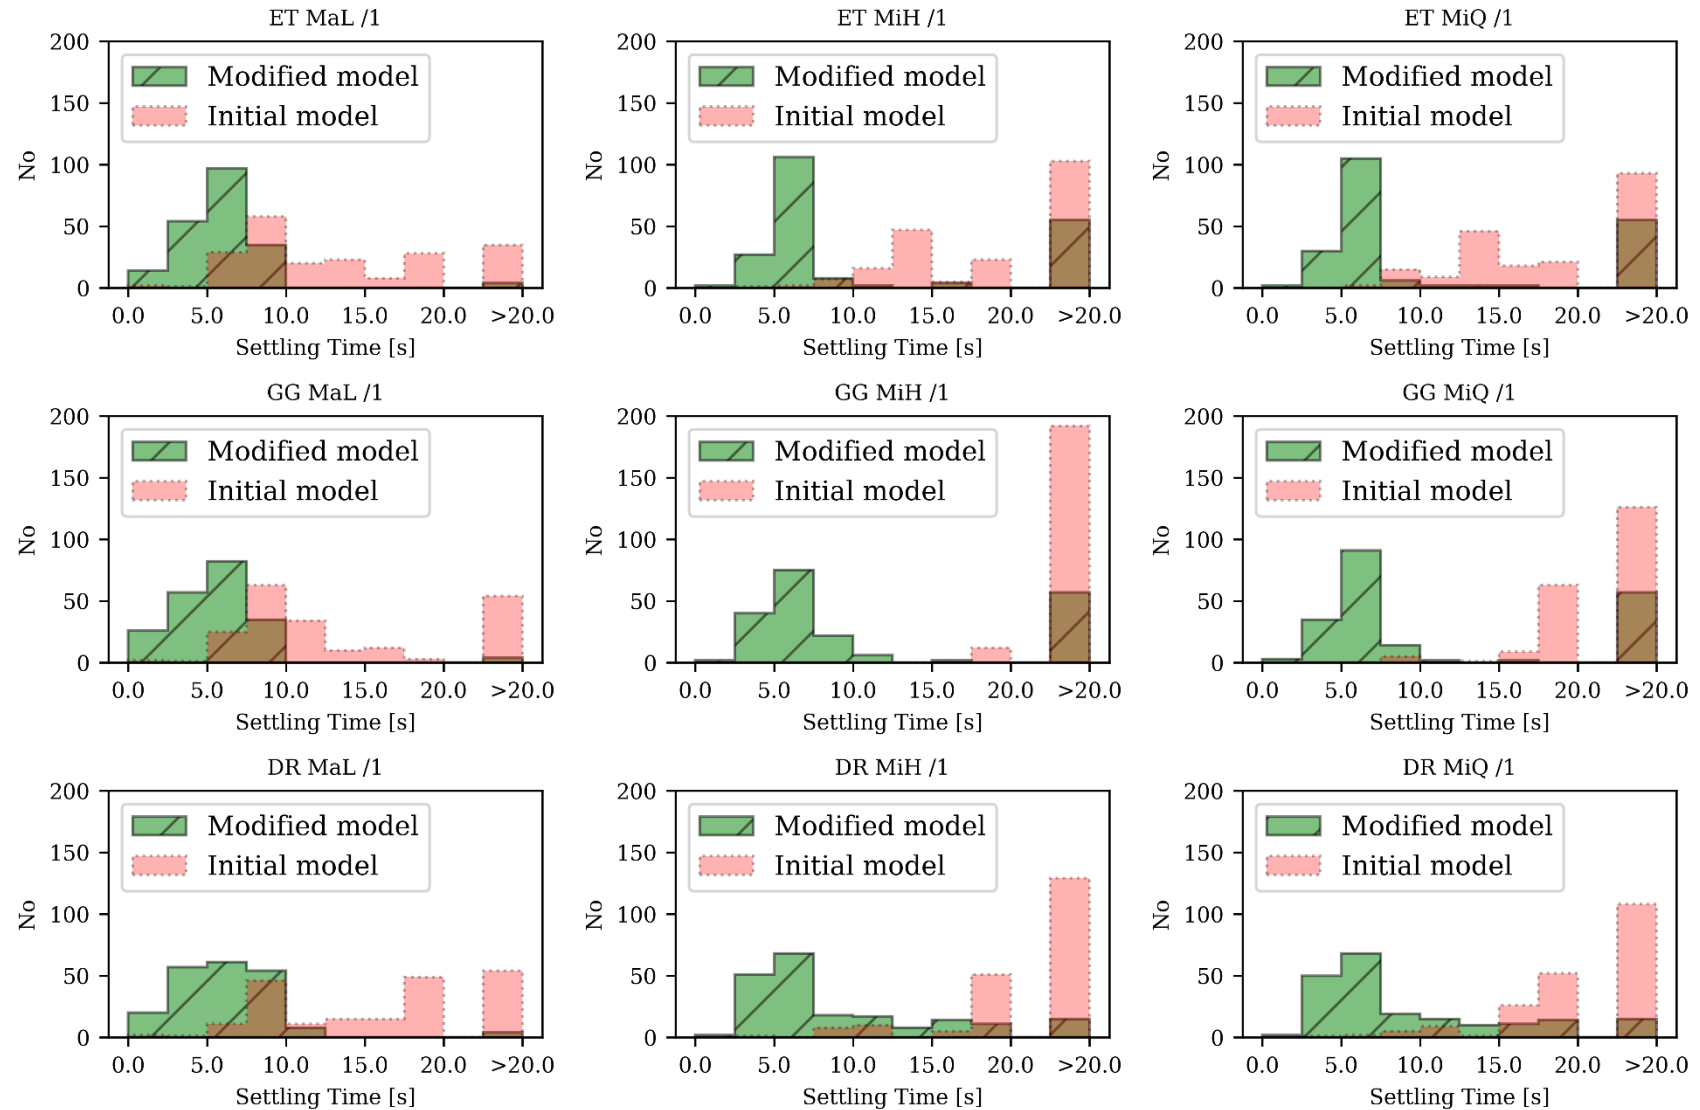 ET MaL /1
200
150
100
50
0
No
Modified model
Initial model
0.0 5.0 10.0 15.0 20.0 >20.0
Settling Time [s]
ET MiH /1
200
150
100
50
0
No
Modified model
Initial model
0.0 5.0 10.0 15.0 20.0 >20.0
Settling Time [s]
ET MiQ /1
200
150
100
50
0
No
Modified model
Initial model
0.0 5.0 10.0 15.0 20.0 >20.0
Settling Time [s]
GG MaL /1
200
150
100
50
0
No
Modified model
Initial model
0.0 5.0 10.0 15.0 20.0 >20.0
Settling Time [s]
GG MiH /1
200
150
100
50
0
No
Modified model
Initial model
0.0 5.0 10.0 15.0 20.0 >20.0
Settling Time [s]
GG MiQ /1
200
150
100
50
0
No
Modified model
Initial model
0.0 5.0 10.0 15.0 20.0 >20.0
Settling Time [s]
DR MaL /1
200
150
100
50
0
No
Modified model
Initial model
0.0 5.0 10.0 15.0 20.0 >20.0
Settling Time [s]
DR MiH /1
200
150
100
50
0
No
Modified model
Initial model
0.0 5.0 10.0 15.0 20.0 >20.0
Settling Time [s]
DR MiQ /1
200
150
100
50
0
No
Modified model
Initial model
0.0 5.0 10.0 15.0 20.0 >20.0
Settling Time [s]